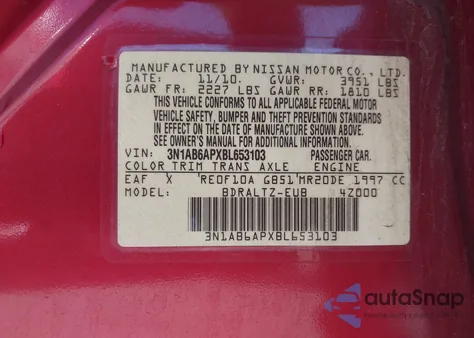 MANUFACTURED BY NISSAN MOTOR CO., LTD.
DATE: 11/10. GVWR: 3951 LBS
GAWR FR: 2227 LBS GAWR RR: 1810 LBS
THIS VEHICLE CONFORMS TO ALL APPLICABLE FEDERAL MOTOR
VEHICLE SAFETY, BUMPER, AND THEFT PREVENTION STANDARDS
IN EFFECT ON THE DATE OF MANUFACTURE SHOWN ABOVE.
SEE OWNER'S MANUAL FOR ADDITIONAL INFORMATION.
VIN: 3N1AB6APXBL653103 PASSENGER CAR.
COLOR TRIM TRANS AXLE ENGINE
EAF X RE0F10A GB51 MR20DE 1997 CC
MODEL: BDRALTZ-EUB 4Z000
3N1AB6APXBL653103
autoSnap